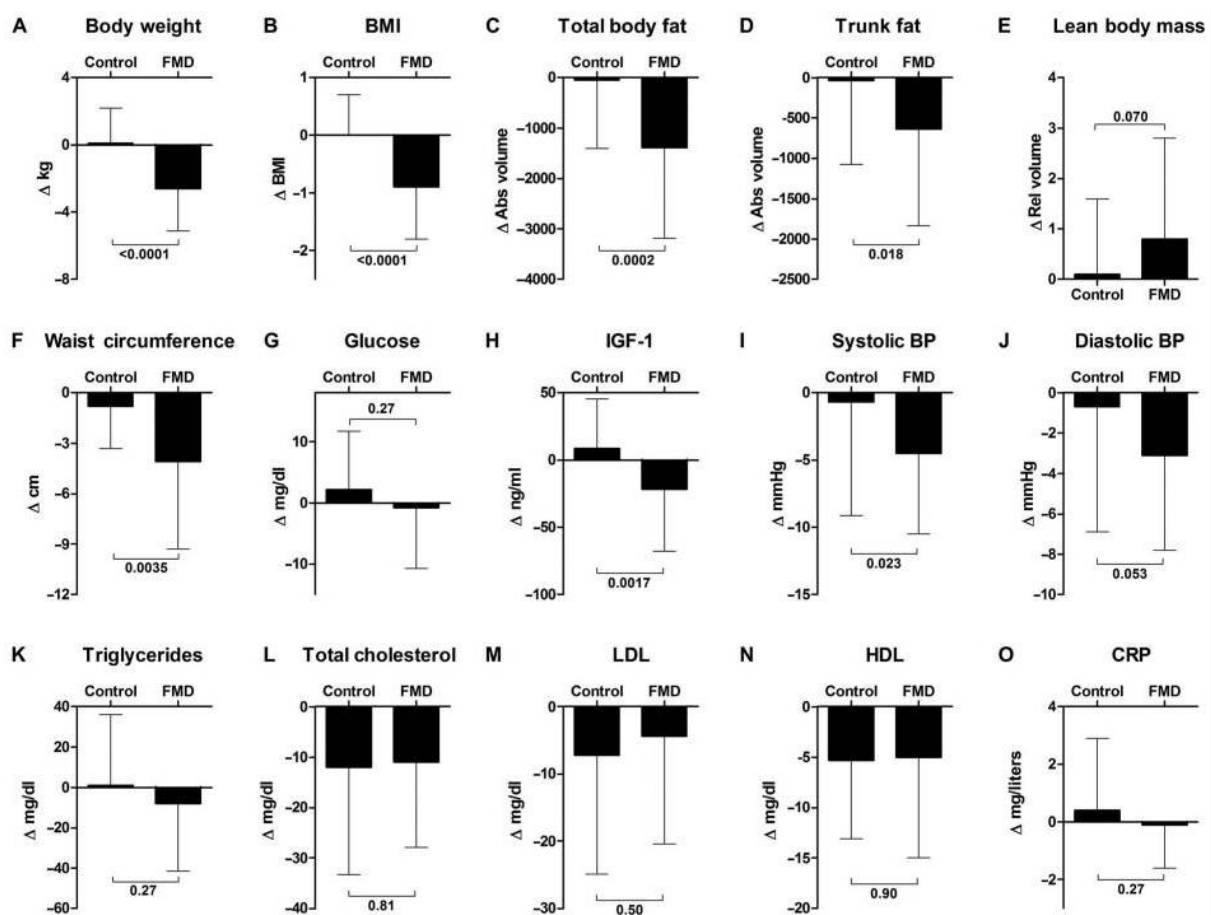 A Body weight
Control FMD
4
0
−4
−8
Δ kg
<0.0001
B BMI
Control FMD
1
0
−1
−2
Δ BMI
<0.0001
C Total body fat
Control FMD
0
−1000
−2000
−3000
−4000
Δ Abs volume
0.0002
D Trunk fat
Control FMD
0
−500
−1000
−1500
−2000
−2500
Δ Abs volume
0.018
E Lean body mass
4
3
2
1
0
Δ Rel volume
0.070
Control FMD
F Waist circumference
Control FMD
0
−3
−6
−9
−12
Δ cm
0.0035
G Glucose
Control FMD
10
0
−10
Δ mg/dl
0.27
H IGF-1
Control FMD
50
0
−50
−100
Δ ng/ml
0.0017
I Systolic BP
Control FMD
0
−5
−10
−15
Δ mmHg
0.023
J Diastolic BP
Control FMD
0
−2
−4
−6
−8
−10
Δ mmHg
0.053
K Triglycerides
Control FMD
40
20
0
−20
−40
−60
Δ mg/dl
0.27
L Total cholesterol
Control FMD
0
−10
−20
−30
−40
Δ mg/dl
0.81
M LDL
Control FMD
0
−10
−20
−30
Δ mg/dl
0.50
N HDL
Control FMD
0
−5
−10
−15
−20
Δ mg/dl
0.90
O CRP
Control FMD
4
2
0
−2
Δ mg/liters
0.27